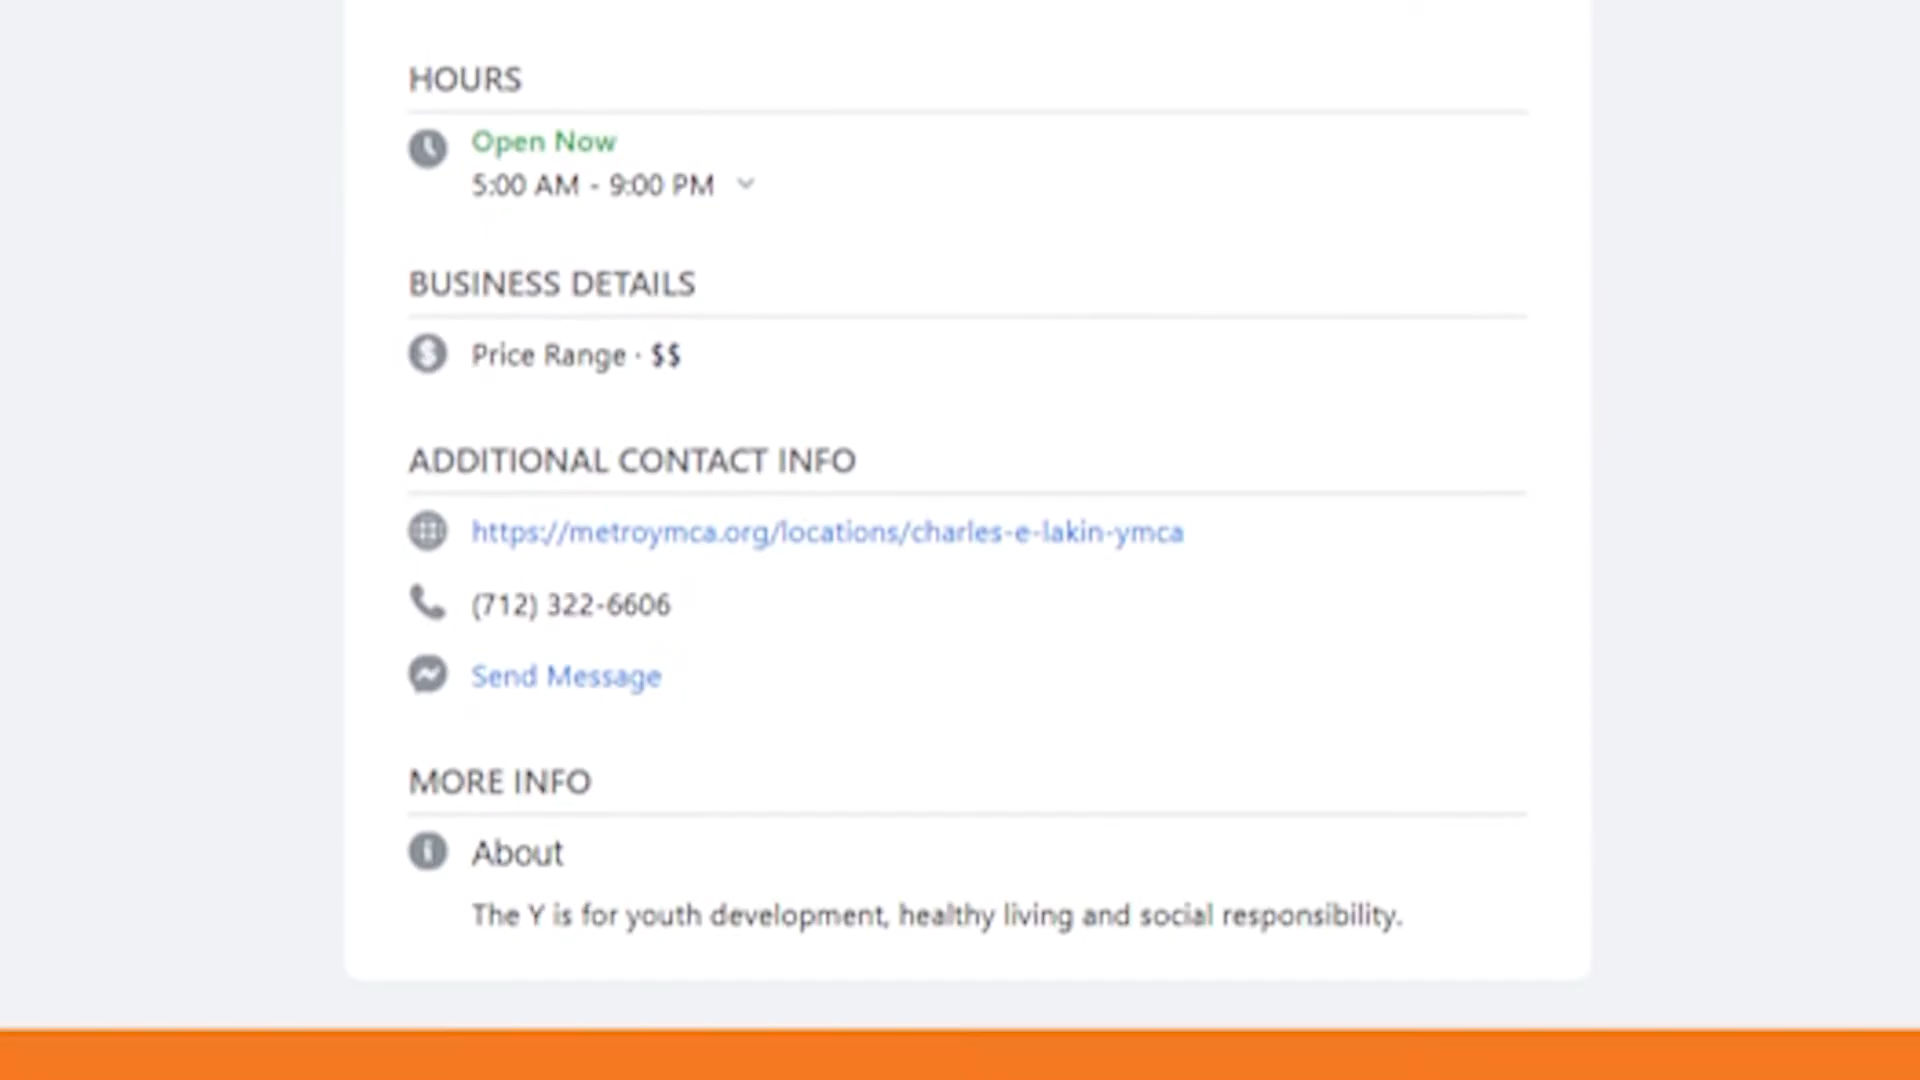 HOURS
Open Now
5:00 AM - 9:00 PM
BUSINESS DETAILS
Price Range · $$
ADDITIONAL CONTACT INFO
https://metroymca.org/locations/charles-e-lakin-ymca
(712) 322-6606
Send Message
MORE INFO
About
The Y is for youth development, healthy living and social responsibility.